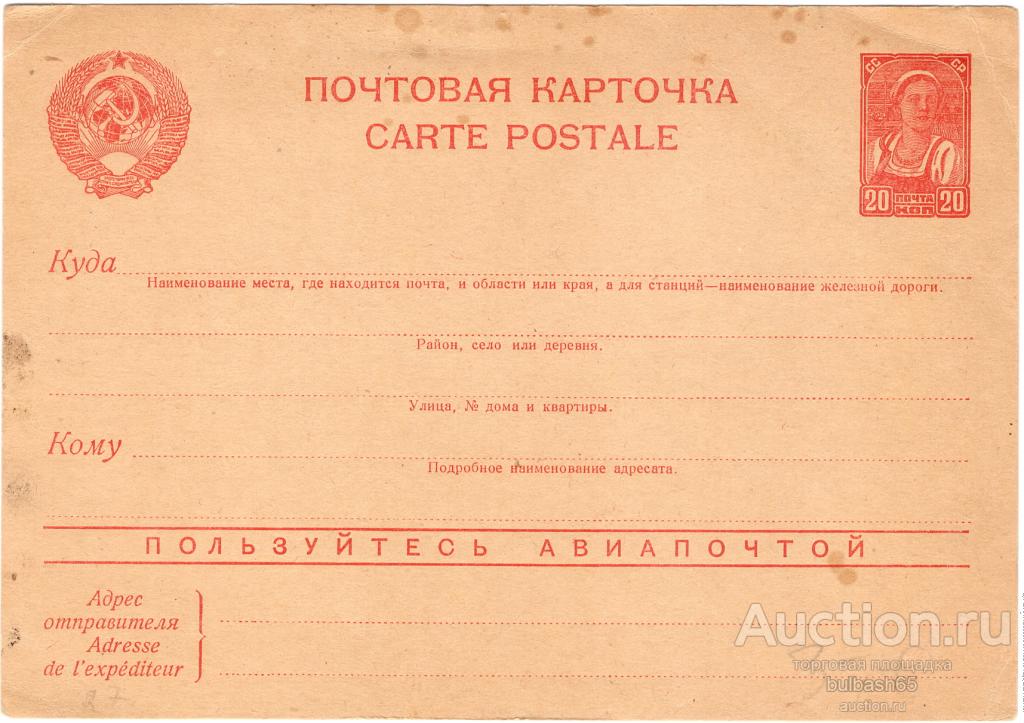 ПОЧТОВАЯ КАРТОЧКА
CARTE POSTALE
СС СР
20 ПОЧТА 20
КОП
Куда
Наименование места, где находится почта, и области или края, а для станций—наименование железной дороги.
Район, село или деревня.
Улица, № дома и квартиры.
Кому
Подробное наименование адресата.
ПОЛЬЗУЙТЕСЬ АВИАПОЧТОЙ
Адрес
отправителя
Adresse
de l'expéditeur
Auction.ru
торговая площадка
bulbash65
auction.ru